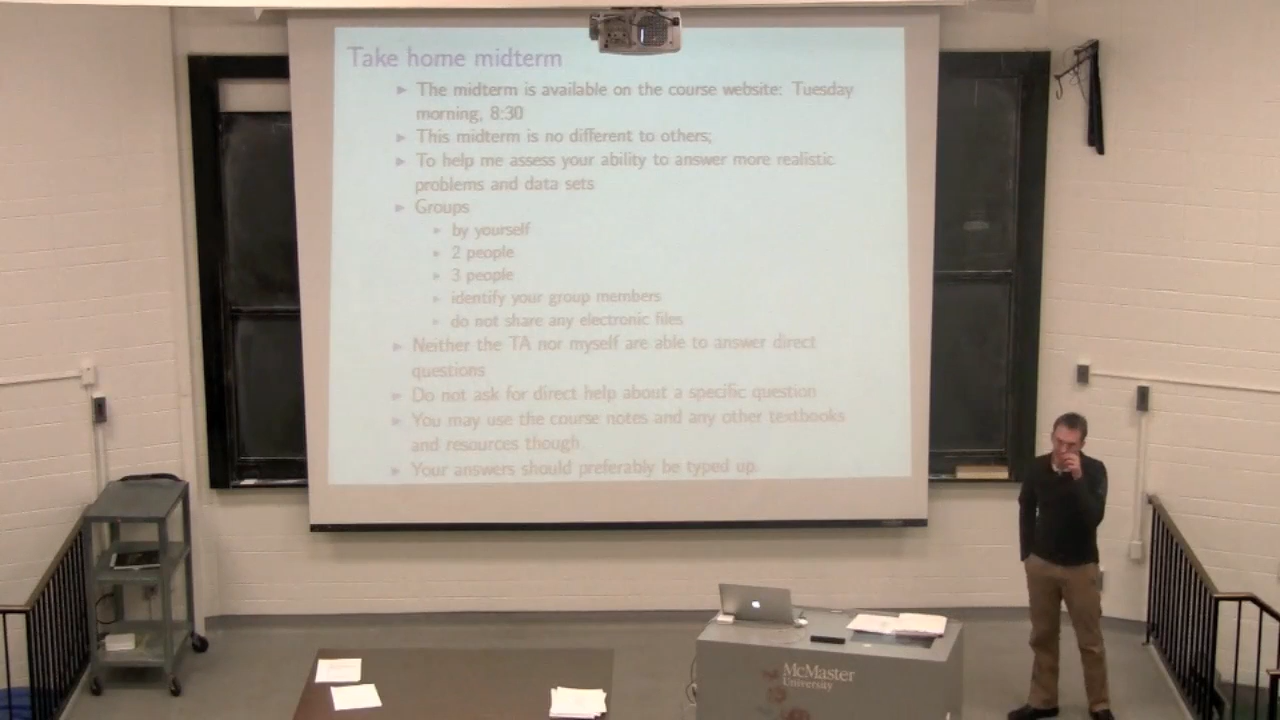 Take home midterm
The midterm is available on the course website: Tuesday
morning, 8:30
This midterm is no different to others;
To help me assess your ability to answer more realistic
problems and data sets
Groups
by yourself
2 people
3 people
identify your group members
do not share any electronic files
Neither the TA nor myself are able to answer direct
questions
Do not ask for direct help about a specific question
You may use the course notes and any other textbooks
and resources though
Your answers should preferably be typed up.
McMaster
University